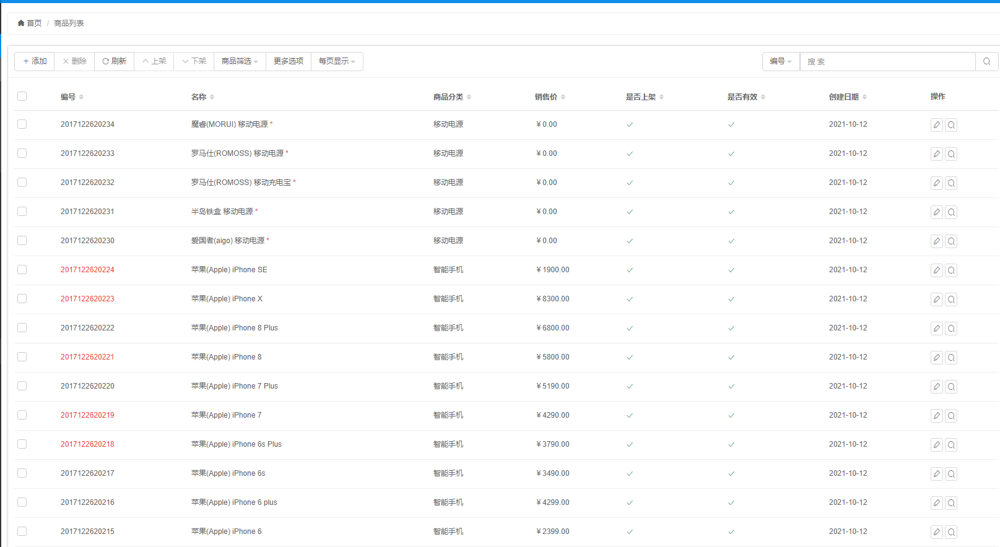 首页 / 商品列表
添加 删除 刷新 上架 下架 商品筛选 更多选项 每页显示 编号 搜 索
编号 名称 商品分类 销售价 是否上架 是否有效 创建日期 操作
2017122620234 魔睿(MORUI) 移动电源 * 移动电源 ￥0.00 2021-10-12
2017122620233 罗马仕(ROMOSS) 移动电源 * 移动电源 ￥0.00 2021-10-12
2017122620232 罗马仕(ROMOSS) 移动充电宝 * 移动电源 ￥0.00 2021-10-12
2017122620231 半岛铁盒 移动电源 * 移动电源 ￥0.00 2021-10-12
2017122620230 爱国者(aigo) 移动电源 * 移动电源 ￥0.00 2021-10-12
2017122620224 苹果(Apple) iPhone SE 智能手机 ￥1900.00 2021-10-12
2017122620223 苹果(Apple) iPhone X 智能手机 ￥8300.00 2021-10-12
2017122620222 苹果(Apple) iPhone 8 Plus 智能手机 ￥6800.00 2021-10-12
2017122620221 苹果(Apple) iPhone 8 智能手机 ￥5800.00 2021-10-12
2017122620220 苹果(Apple) iPhone 7 Plus 智能手机 ￥5190.00 2021-10-12
2017122620219 苹果(Apple) iPhone 7 智能手机 ￥4290.00 2021-10-12
2017122620218 苹果(Apple) iPhone 6s Plus 智能手机 ￥3790.00 2021-10-12
2017122620217 苹果(Apple) iPhone 6s 智能手机 ￥3490.00 2021-10-12
2017122620216 苹果(Apple) iPhone 6 plus 智能手机 ￥4299.00 2021-10-12
2017122620215 苹果(Apple) iPhone 6 智能手机 ￥2399.00 2021-10-12